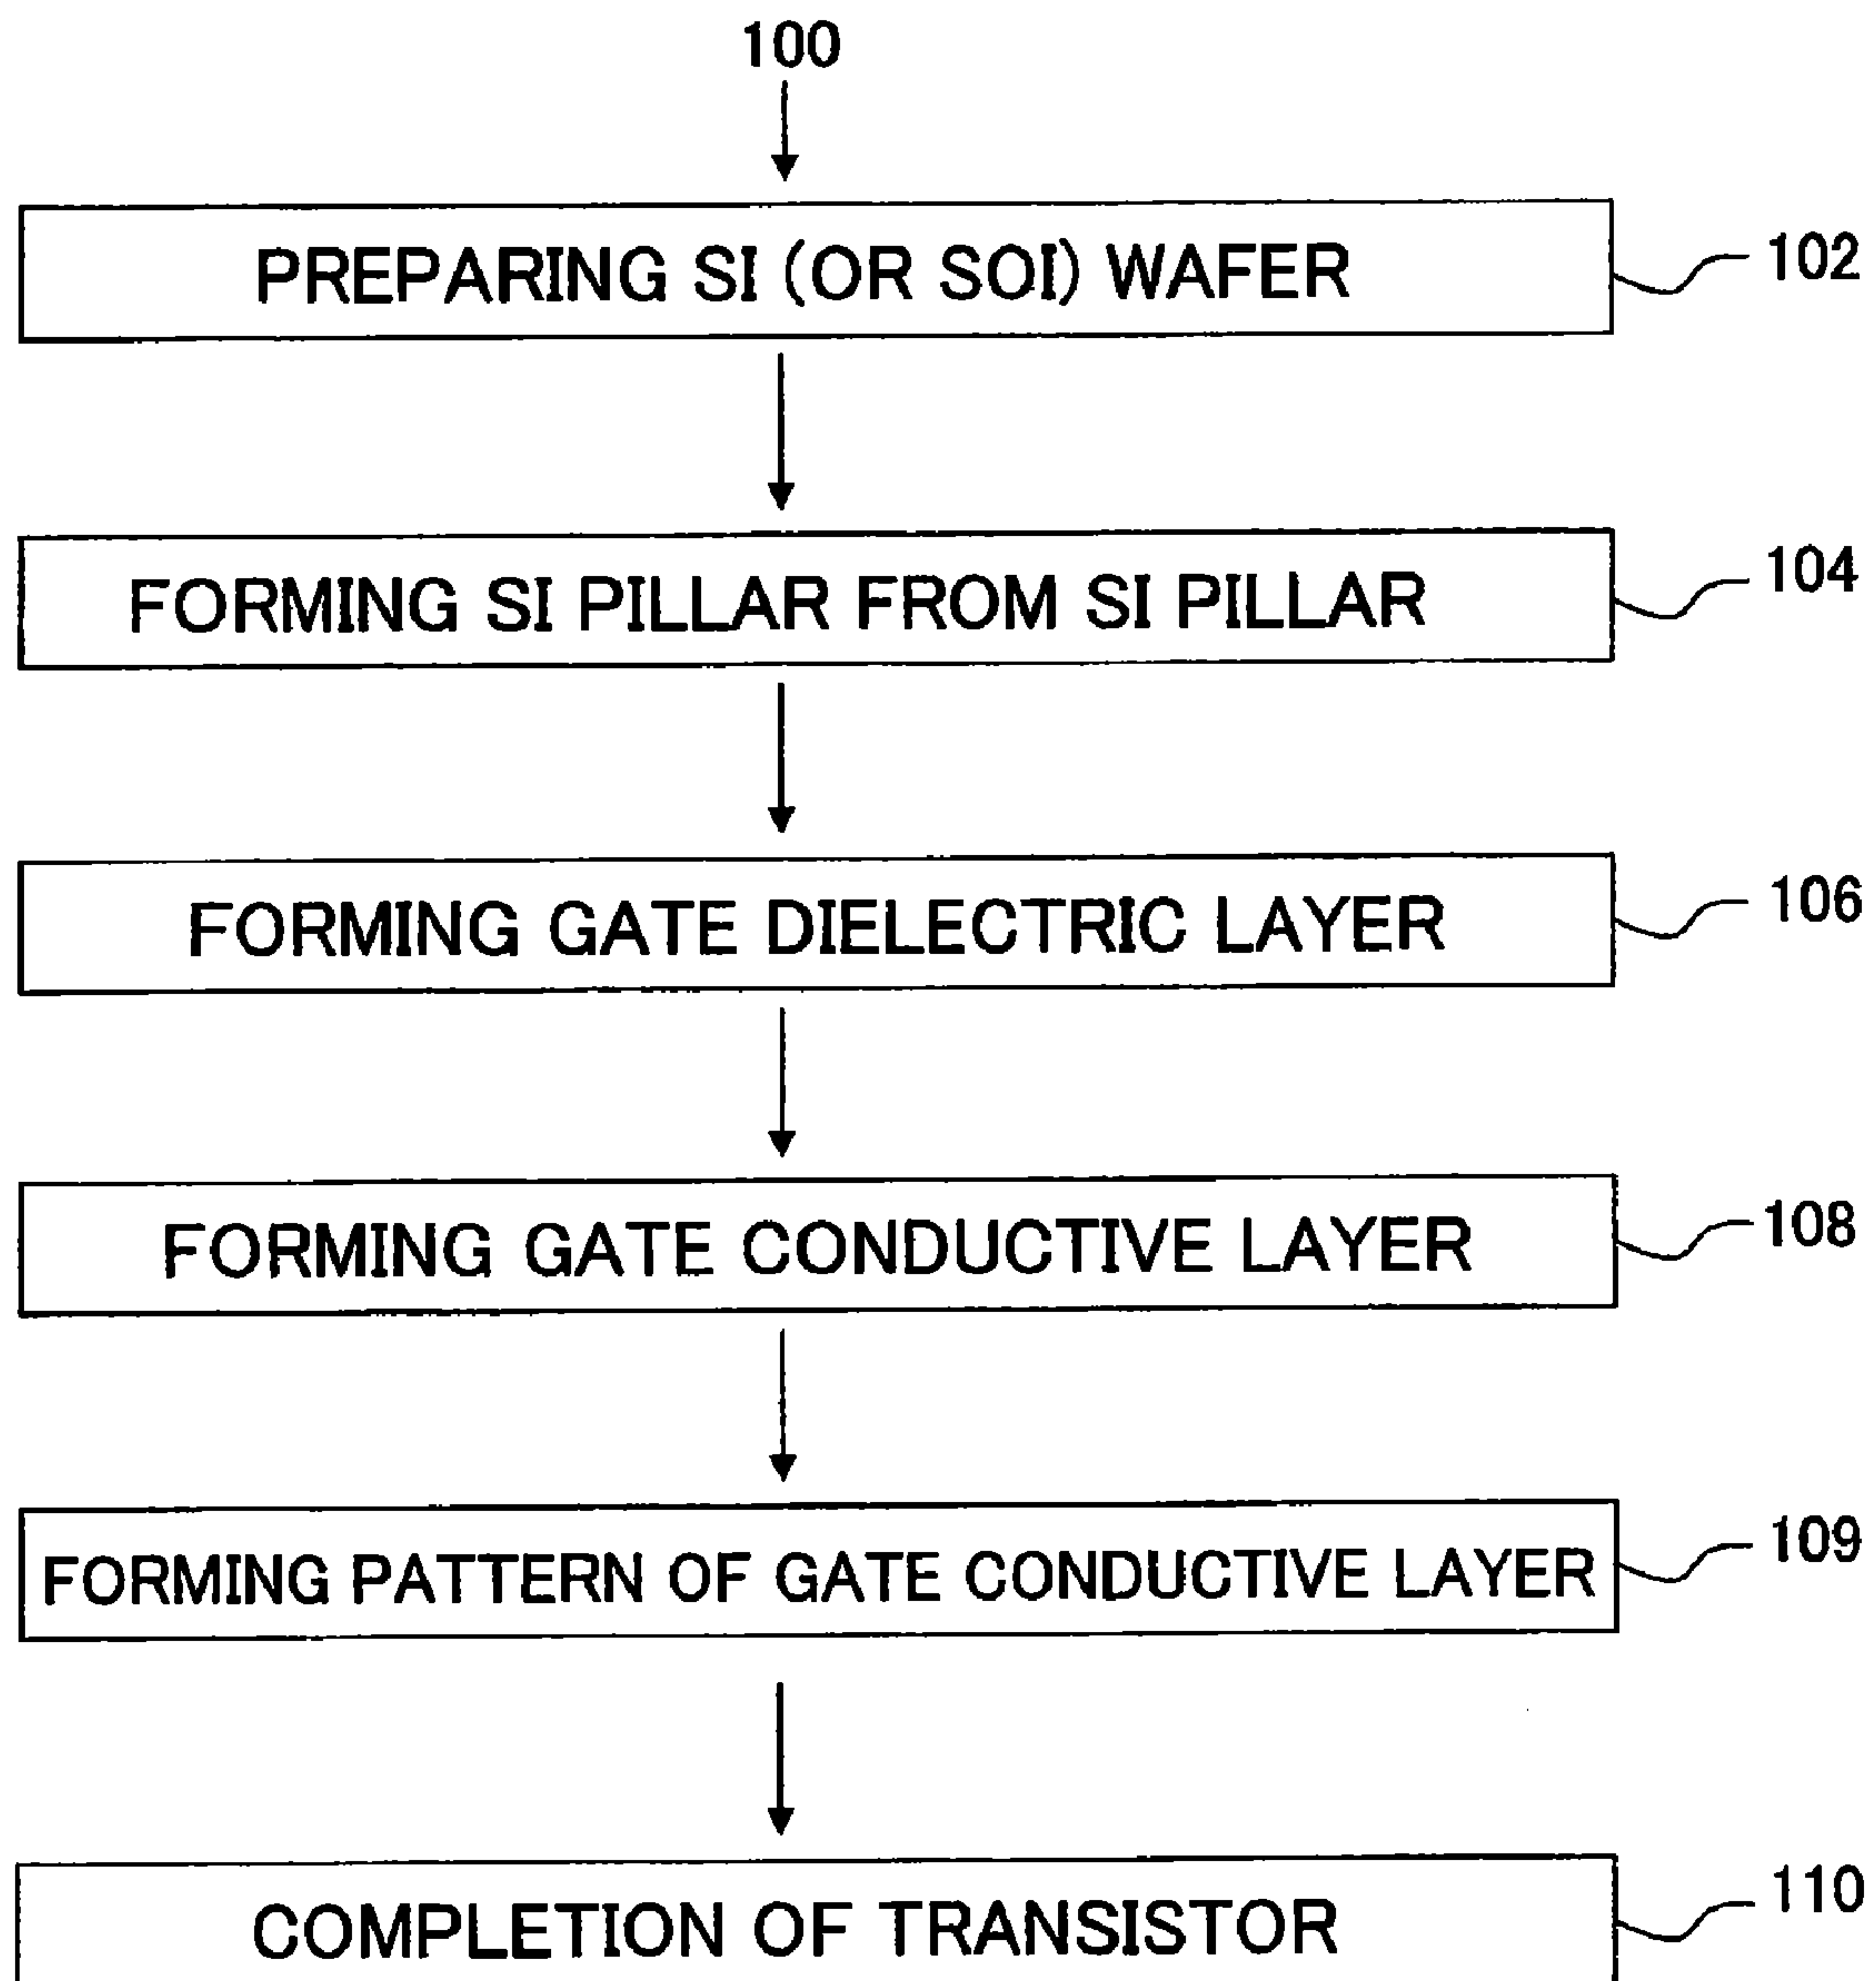 100
PREPARING SI (OR SOI) WAFER
102
FORMING SI PILLAR FROM SI PILLAR
104
FORMING GATE DIELECTRIC LAYER
106
FORMING GATE CONDUCTIVE LAYER
108
FORMING PATTERN OF GATE CONDUCTIVE LAYER
109
COMPLETION OF TRANSISTOR
110